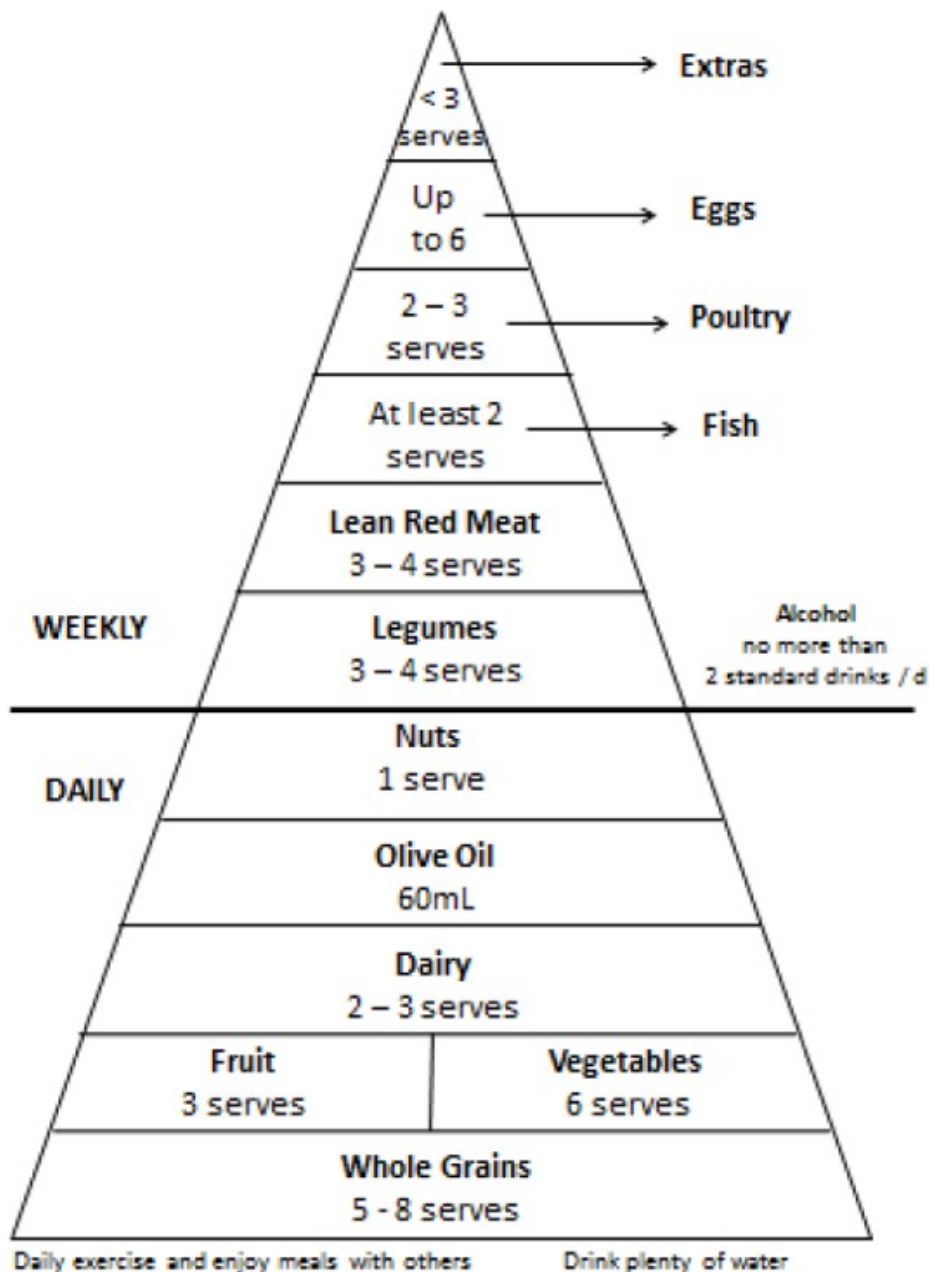 Extras
< 3
serves
Up
to 6
Eggs
2 – 3
serves
Poultry
At least 2
serves
Fish
Lean Red Meat
3 – 4 serves
WEEKLY
Legumes
3 – 4 serves
Alcohol
no more than
2 standard drinks / d
DAILY
Nuts
1 serve
Olive Oil
60mL
Dairy
2 – 3 serves
Fruit
3 serves
Vegetables
6 serves
Whole Grains
5 - 8 serves
Daily exercise and enjoy meals with others
Drink plenty of water